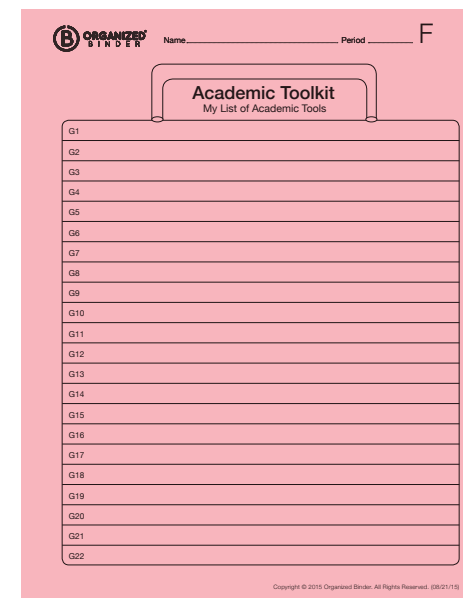 B ORGANIZED BINDER Name Period F
Academic Toolkit
My List of Academic Tools
G1
G2
G3
G4
G5
G6
G7
G8
G9
G10
G11
G12
G13
G14
G15
G16
G17
G18
G19
G20
G21
G22
Copyright © 2015 Organized Binder. All Rights Reserved. (08/21/15)